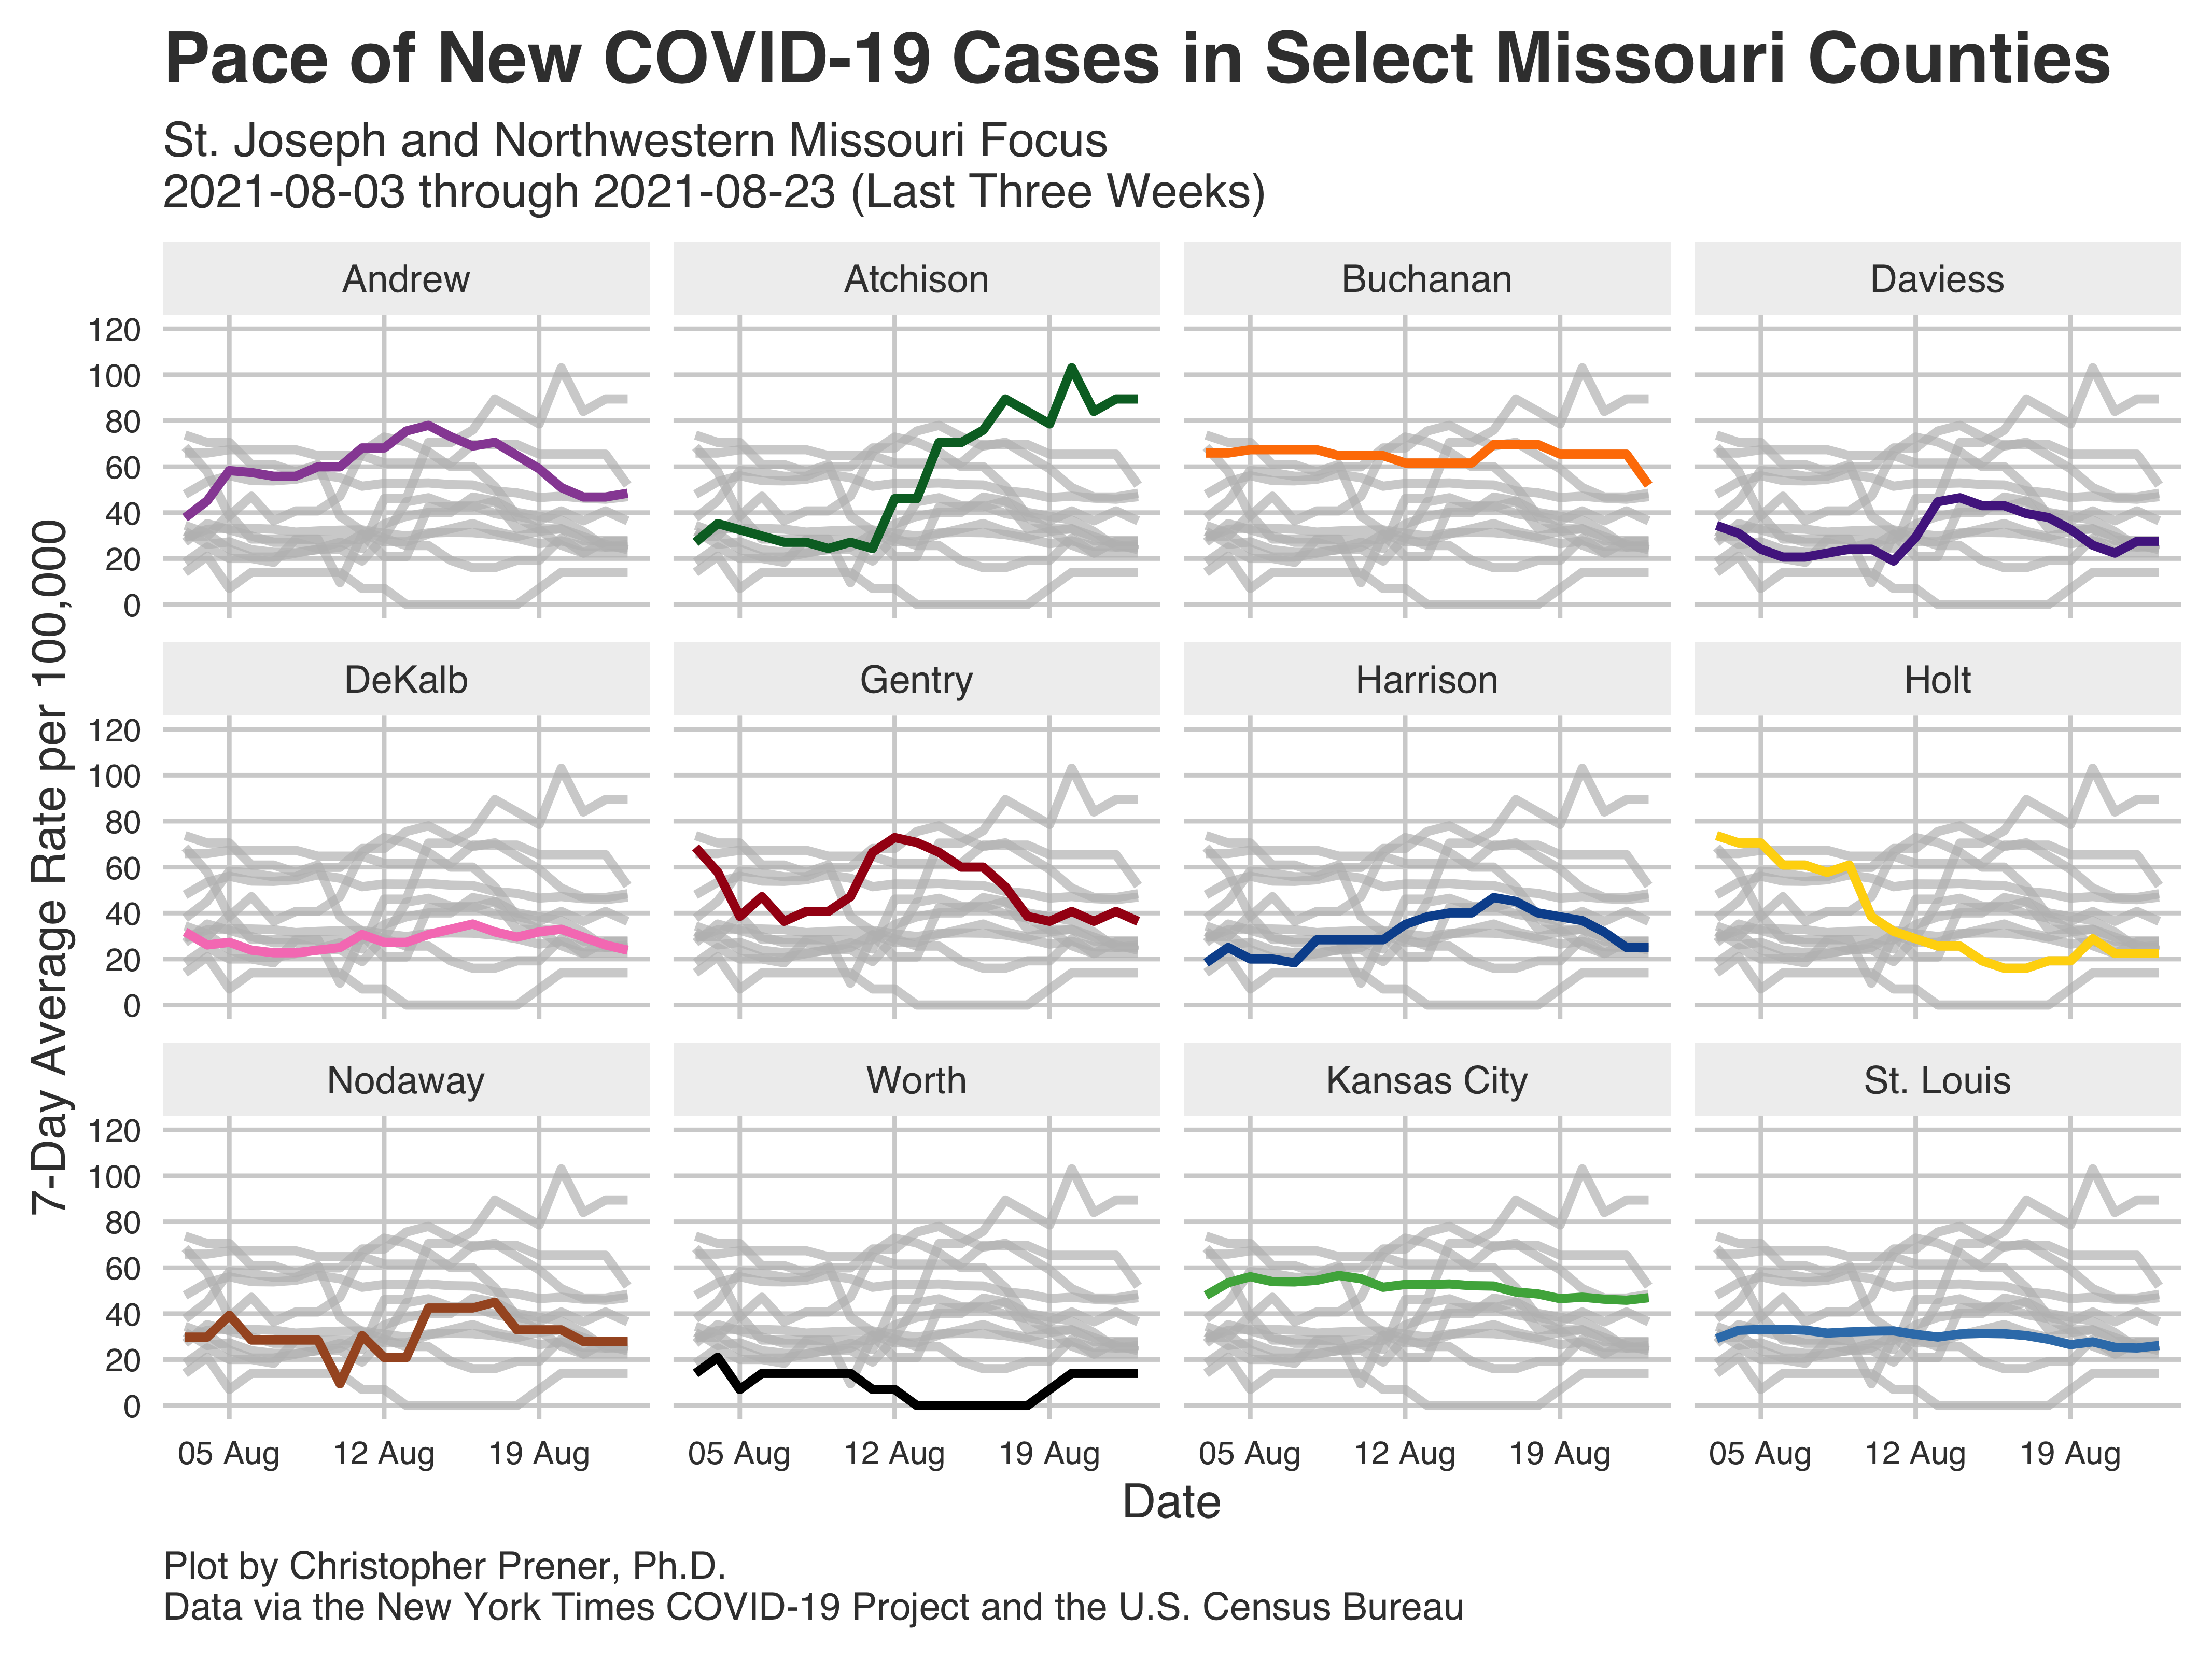 Pace of New COVID-19 Cases in Select Missouri Counties
St. Joseph and Northwestern Missouri Focus
2021-08-03 through 2021-08-23 (Last Three Weeks)
7-Day Average Rate per 100,000
Andrew
Atchison
Buchanan
Daviess
120
100
80
60
40
20
0
DeKalb
Gentry
Harrison
Holt
120
100
80
60
40
20
0
Nodaway
Worth
Kansas City
St. Louis
120
100
80
60
40
20
0
05 Aug 12 Aug 19 Aug
05 Aug 12 Aug 19 Aug
05 Aug 12 Aug 19 Aug
05 Aug 12 Aug 19 Aug
Date
Plot by Christopher Prener, Ph.D.
Data via the New York Times COVID-19 Project and the U.S. Census Bureau